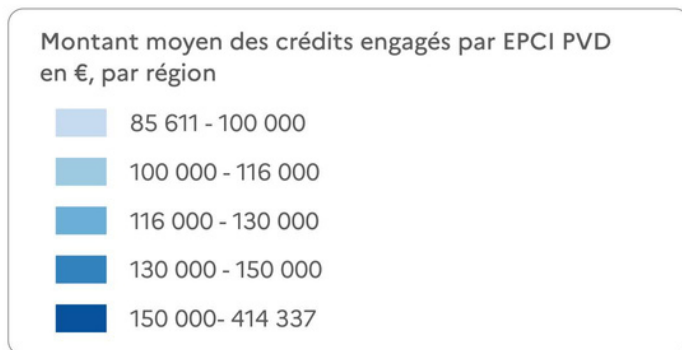 Montant moyen des crédits engagés par EPCI PVD
en €, par région
85 611 - 100 000
100 000 - 116 000
116 000 - 130 000
130 000 - 150 000
150 000- 414 337